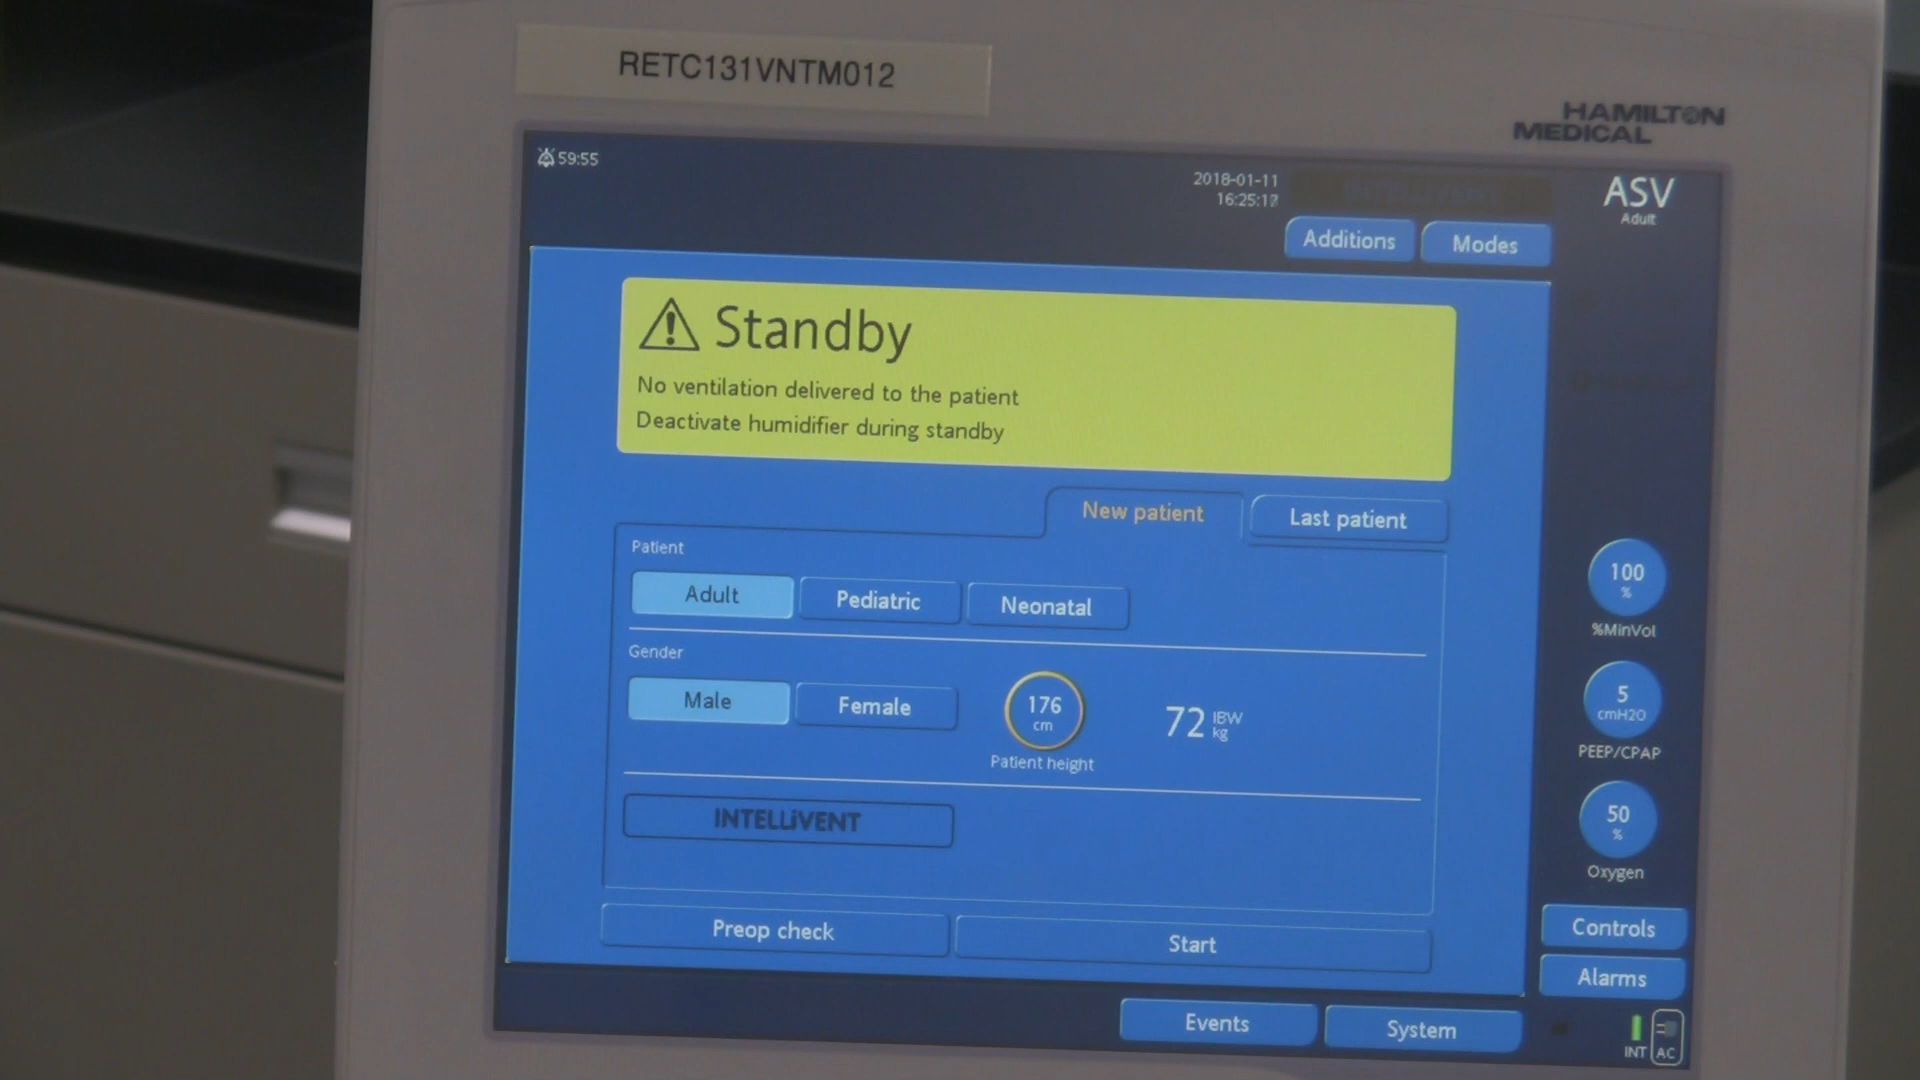 RETC131VNTM012
HAMILTON
MEDICAL
59:55
2018-01-11
ASV
Adult
Additions
Modes
Standby
No ventilation delivered to the patient
Deactivate humidifier during standby
New patient
Last patient
Patient
Adult
Pediatric
Neonatal
100
%
%MinVol
Gender
Male
Female
176
cm
Patient height
72 IBW
kg
5
cmH2O
PEEP/CPAP
INTELLiVENT
50
%
Oxygen
Preop check
Start
Controls
Alarms
Events
System
INT
AC